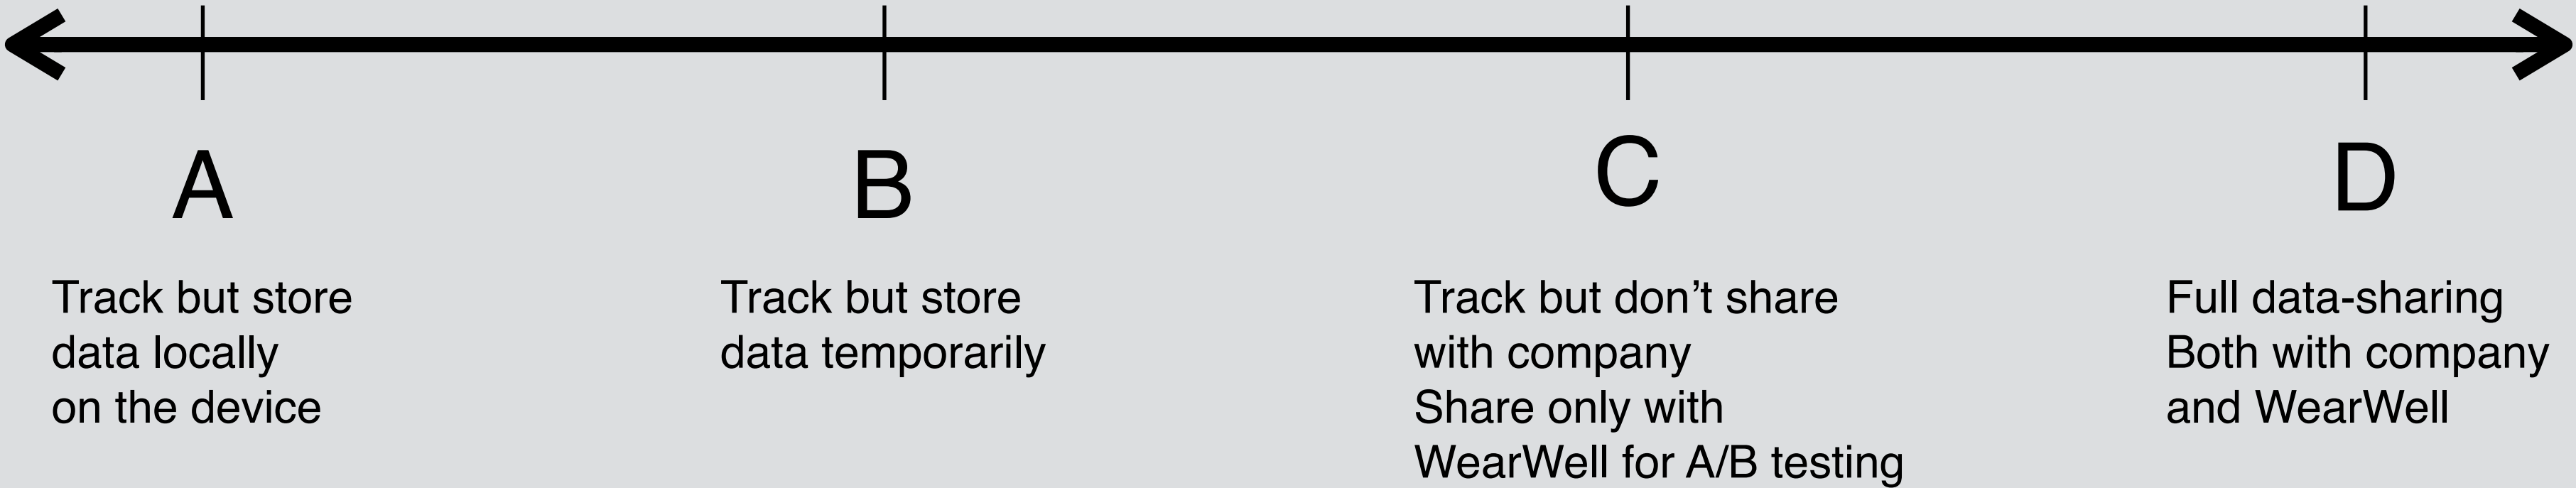 A
Track but store
data locally
on the device
B
Track but store
data temporarily
C
Track but don’t share
with company
Share only with
WearWell for A/B testing
D
Full data-sharing
Both with company
and WearWell